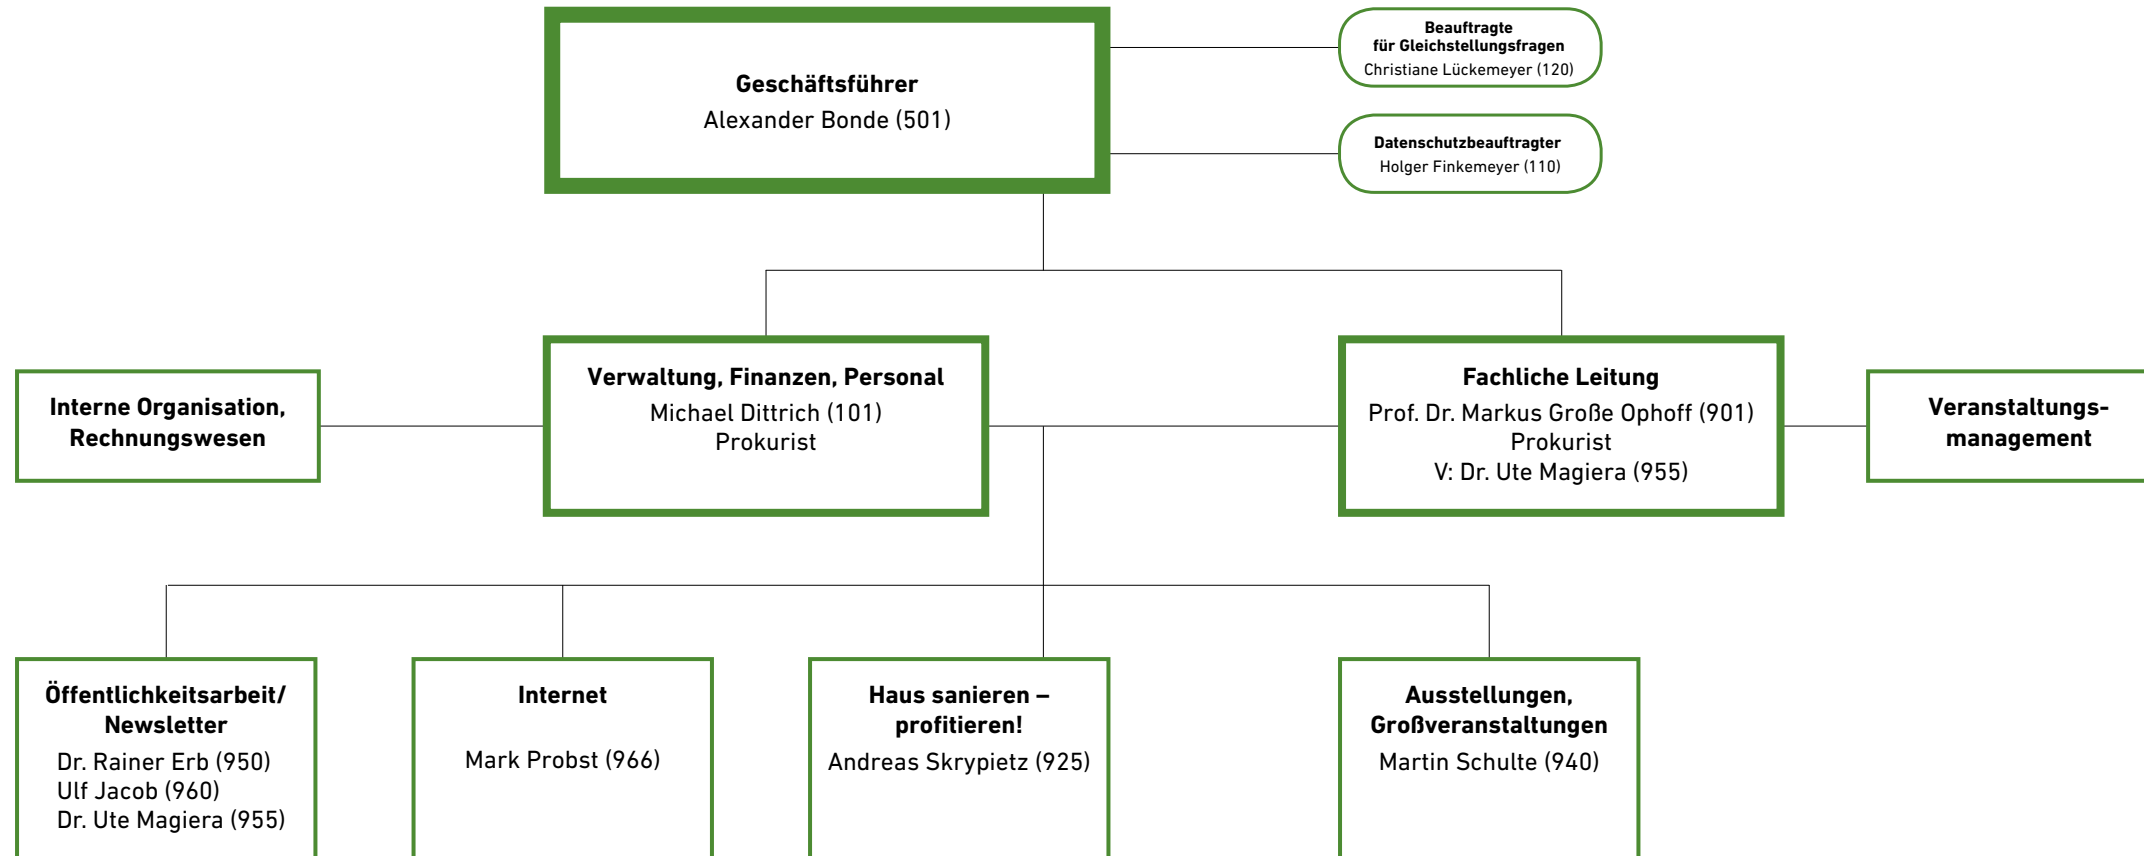 Geschäftsführer
Alexander Bonde (501)
Beauftragte
für Gleichstellungsfragen
Christiane Lückemeyer (120)
Datenschutzbeauftragter
Holger Finkemeyer (110)
Interne Organisation,
Rechnungswesen
Verwaltung, Finanzen, Personal
Michael Dittrich (101)
Prokurist
Fachliche Leitung
Prof. Dr. Markus Große Ophoff (901)
Prokurist
V: Dr. Ute Magiera (955)
Veranstaltungs-
management
Öffentlichkeitsarbeit/
Newsletter
Dr. Rainer Erb (950)
Ulf Jacob (960)
Dr. Ute Magiera (955)
Internet
Mark Probst (966)
Haus sanieren –
profitieren!
Andreas Skrypietz (925)
Ausstellungen,
Großveranstaltungen
Martin Schulte (940)